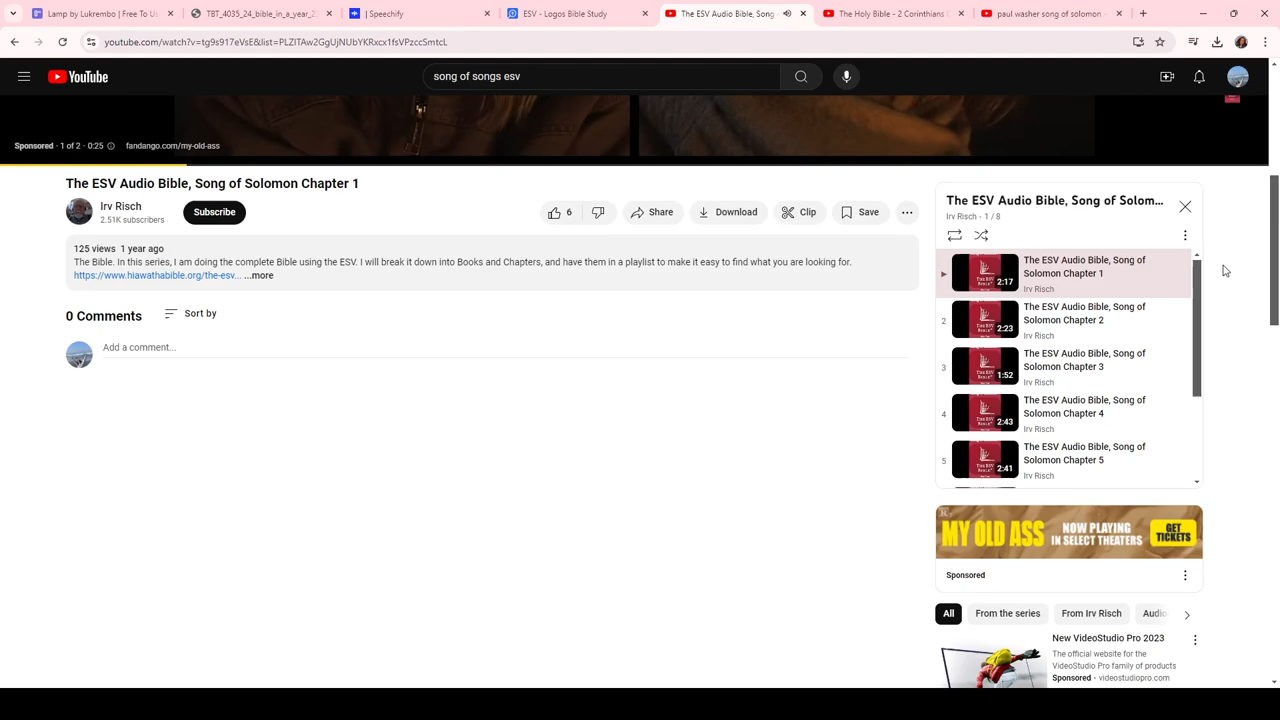 Lamp by Lukrembo | Free To Us
TBT_4035_24_bible_in_a_year_2
| Speechify
ESV - Logos Bible Study
The ESV Audio Bible, Song
The Holy Bible - 2 Corinthians C
paul washer song of solomon -
youtube.com/watch?v=tg9s917eVsE&list=PLZITAw2GgUjNUbYKRxcx1fsVPzccSmtcL
YouTube
song of songs esv
Sponsored · 1 of 2 · 0:25
fandango.com/my-old-ass
The ESV Audio Bible, Song of Solomon Chapter 1
Irv Risch
2.51K subscribers
Subscribe
6
Share
Download
Clip
Save
125 views 1 year ago
The Bible. In this series, I am doing the complete Bible using the ESV. I will break it down into Books and Chapters, and have them in a playlist to make it easy to find what you are looking for.
https://www.hiawathabible.org/the-esv... ...more
0 Comments
Sort by
Add a comment...
The ESV Audio Bible, Song of Solom...
Irv Risch - 1 / 8
The ESV Audio Bible, Song of
Solomon Chapter 1
Irv Risch
2:17
2
The ESV Audio Bible, Song of
Solomon Chapter 2
Irv Risch
2:23
3
The ESV Audio Bible, Song of
Solomon Chapter 3
Irv Risch
1:52
4
The ESV Audio Bible, Song of
Solomon Chapter 4
Irv Risch
2:43
5
The ESV Audio Bible, Song of
Solomon Chapter 5
Irv Risch
2:41
MY OLD ASS
NOW PLAYING
IN SELECT THEATERS
GET
TICKETS
Sponsored
All
From the series
From Irv Risch
Audio
New VideoStudio Pro 2023
The official website for the
VideoStudio Pro family of products
Sponsored · videostudiopro.com